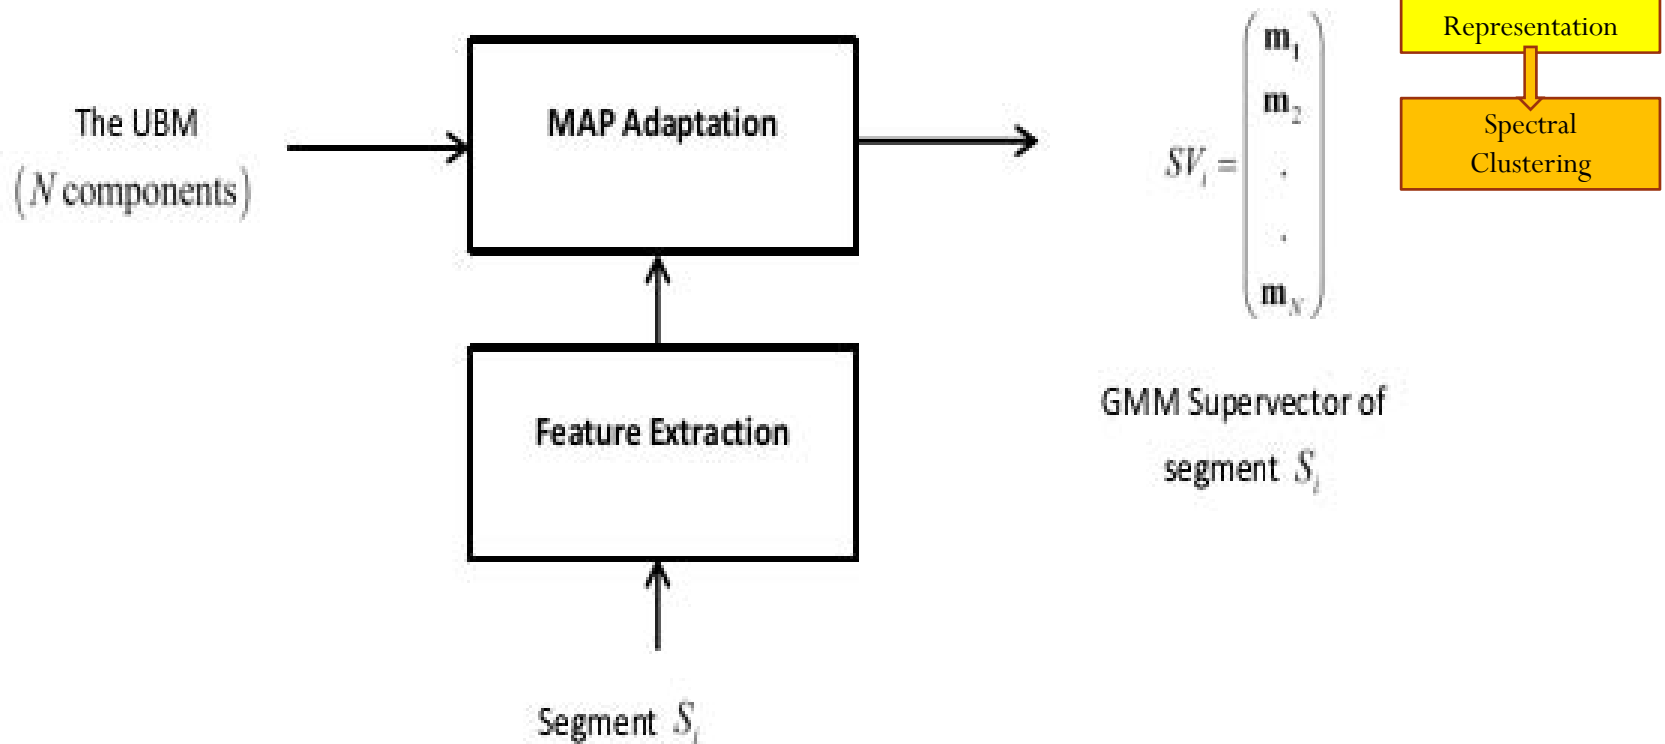 The UBM
(N components)
MAP Adaptation
Feature Extraction
Segment S_i
SV_i = (m_1
m_2
.
.
m_N)
GMM Supervector of
segment S_i
Representation
Spectral
Clustering